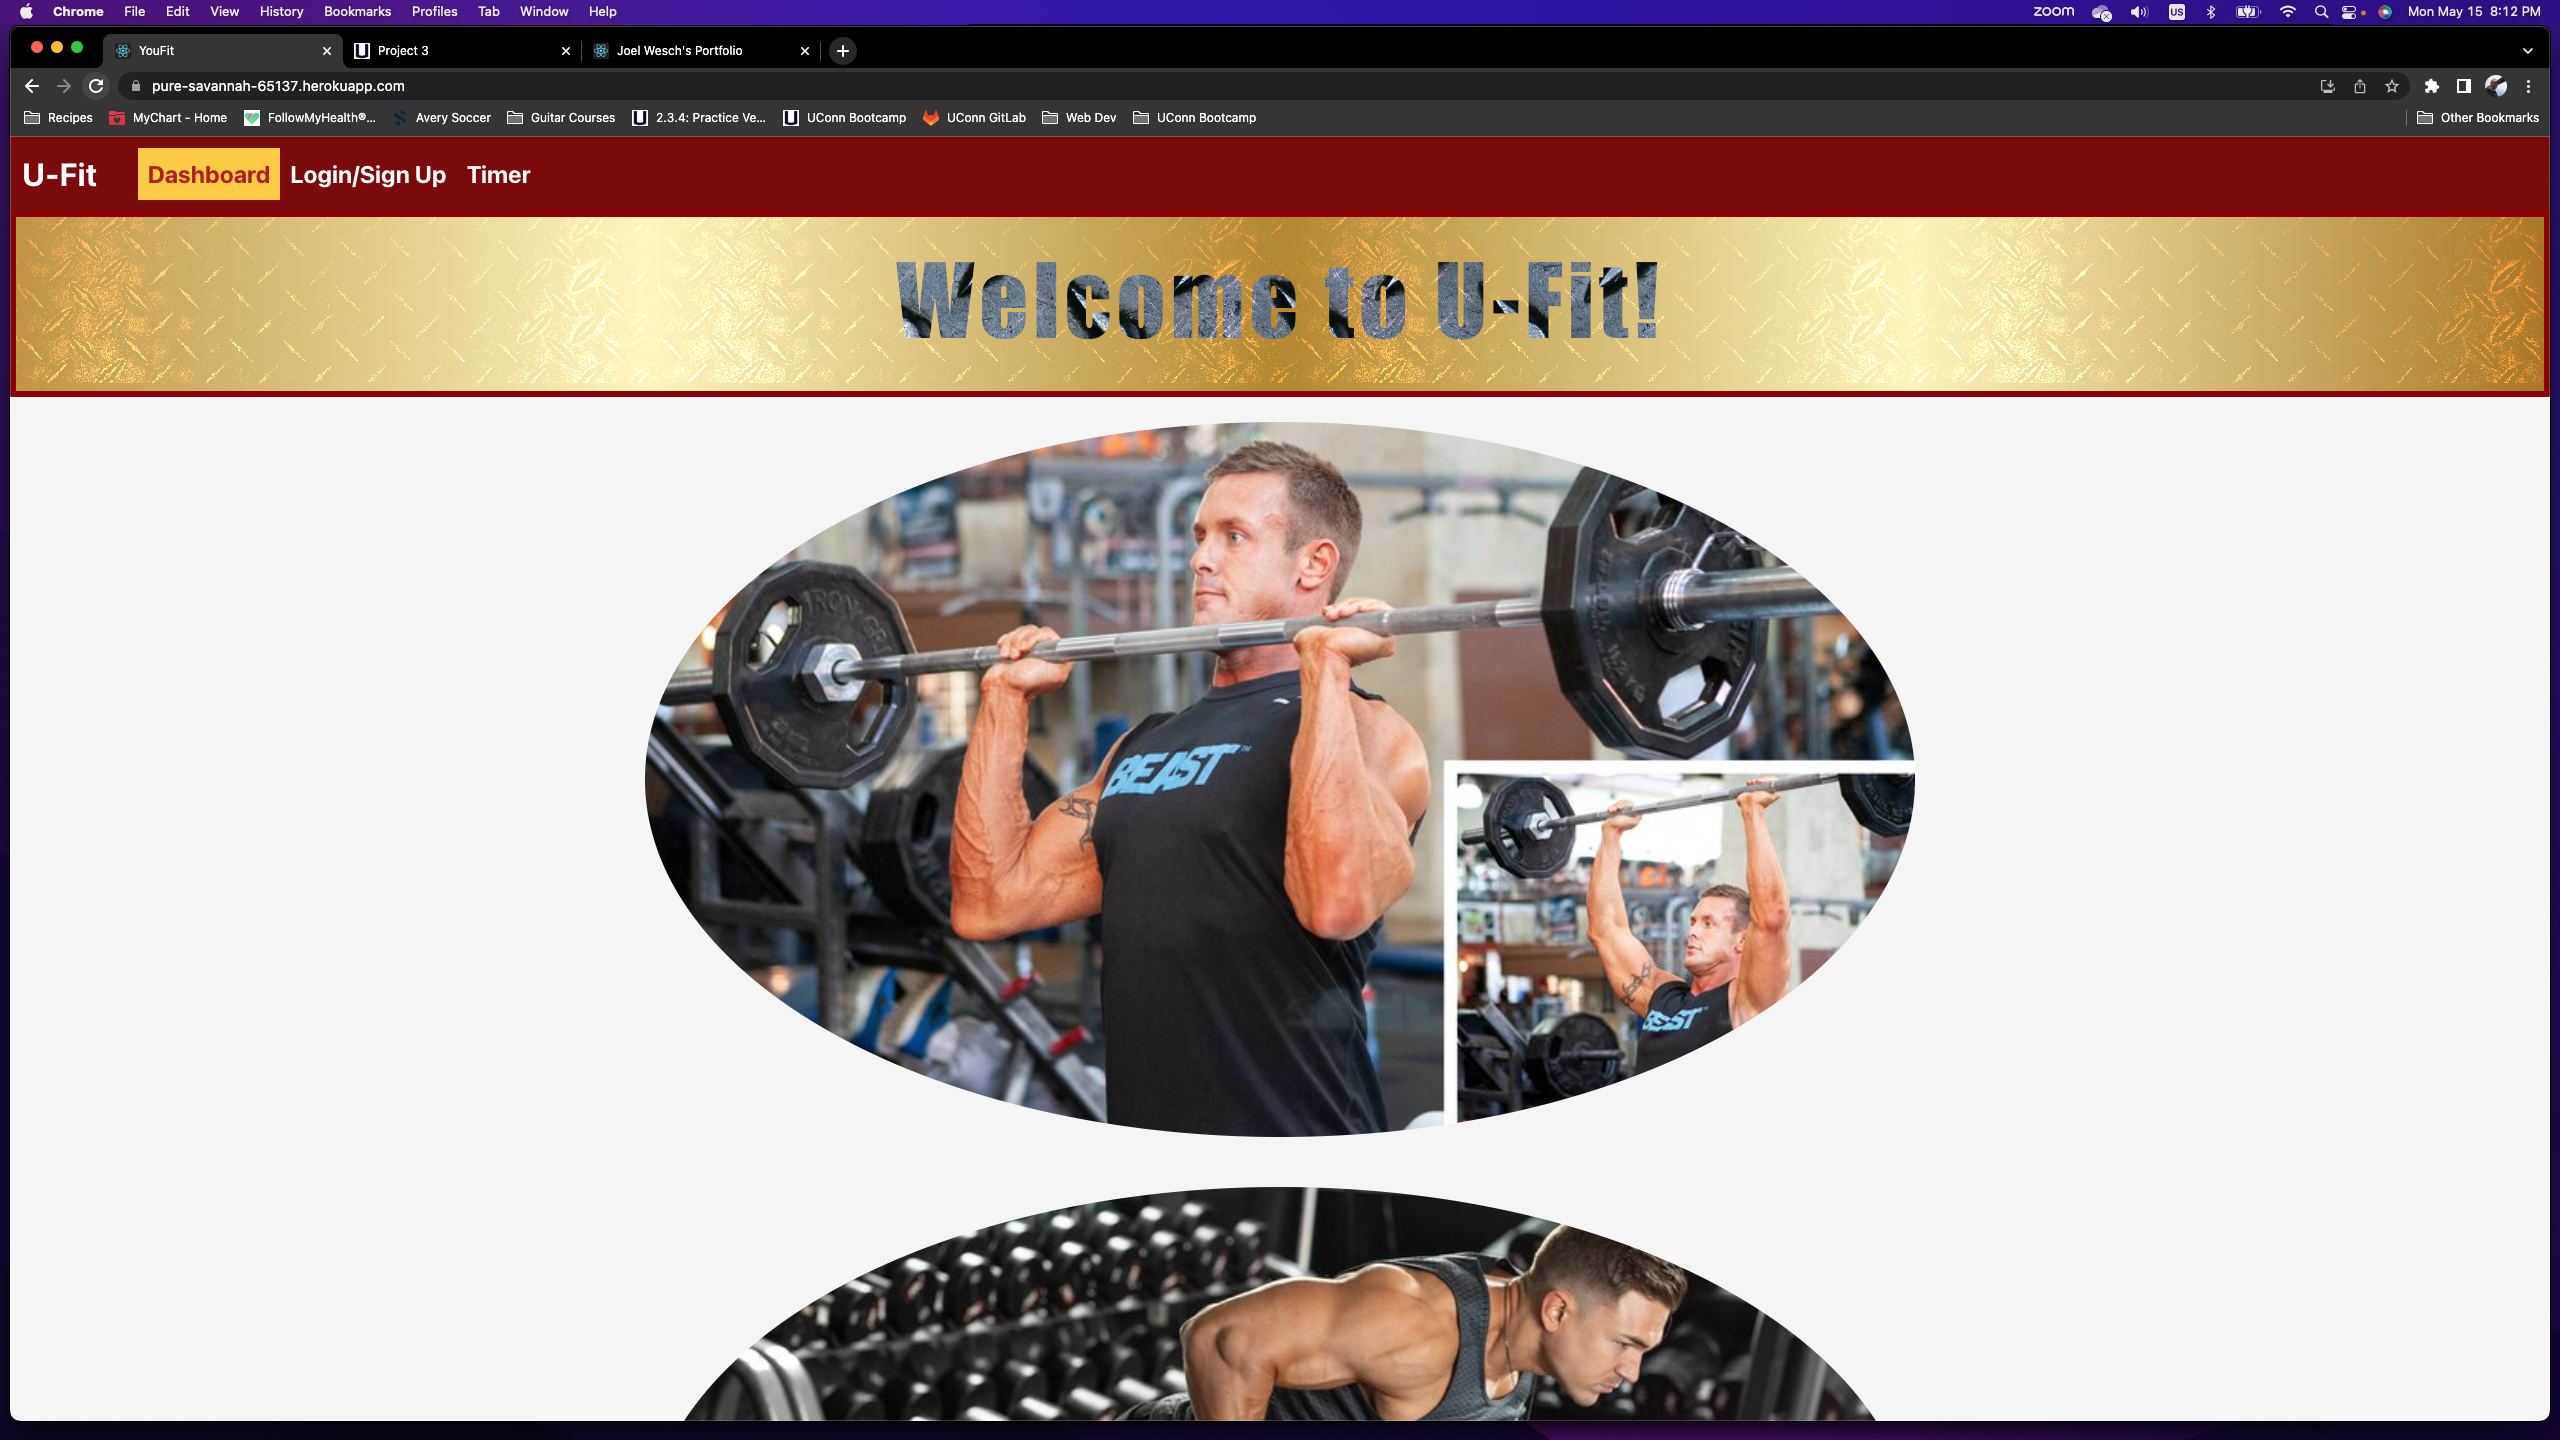 Chrome File Edit View History Bookmarks Profiles Tab Window Help zoom US Mon May 15 8:12 PM
YouFit Project 3 Joel Wesch's Portfolio
pure-savannah-65137.herokuapp.com
Recipes MyChart - Home FollowMyHealth®... Avery Soccer Guitar Courses 2.3.4: Practice Ve... UConn Bootcamp UConn GitLab Web Dev UConn Bootcamp Other Bookmarks
U-Fit Dashboard Login/Sign Up Timer
Welcome to U-Fit!
BEAST™
BEAST